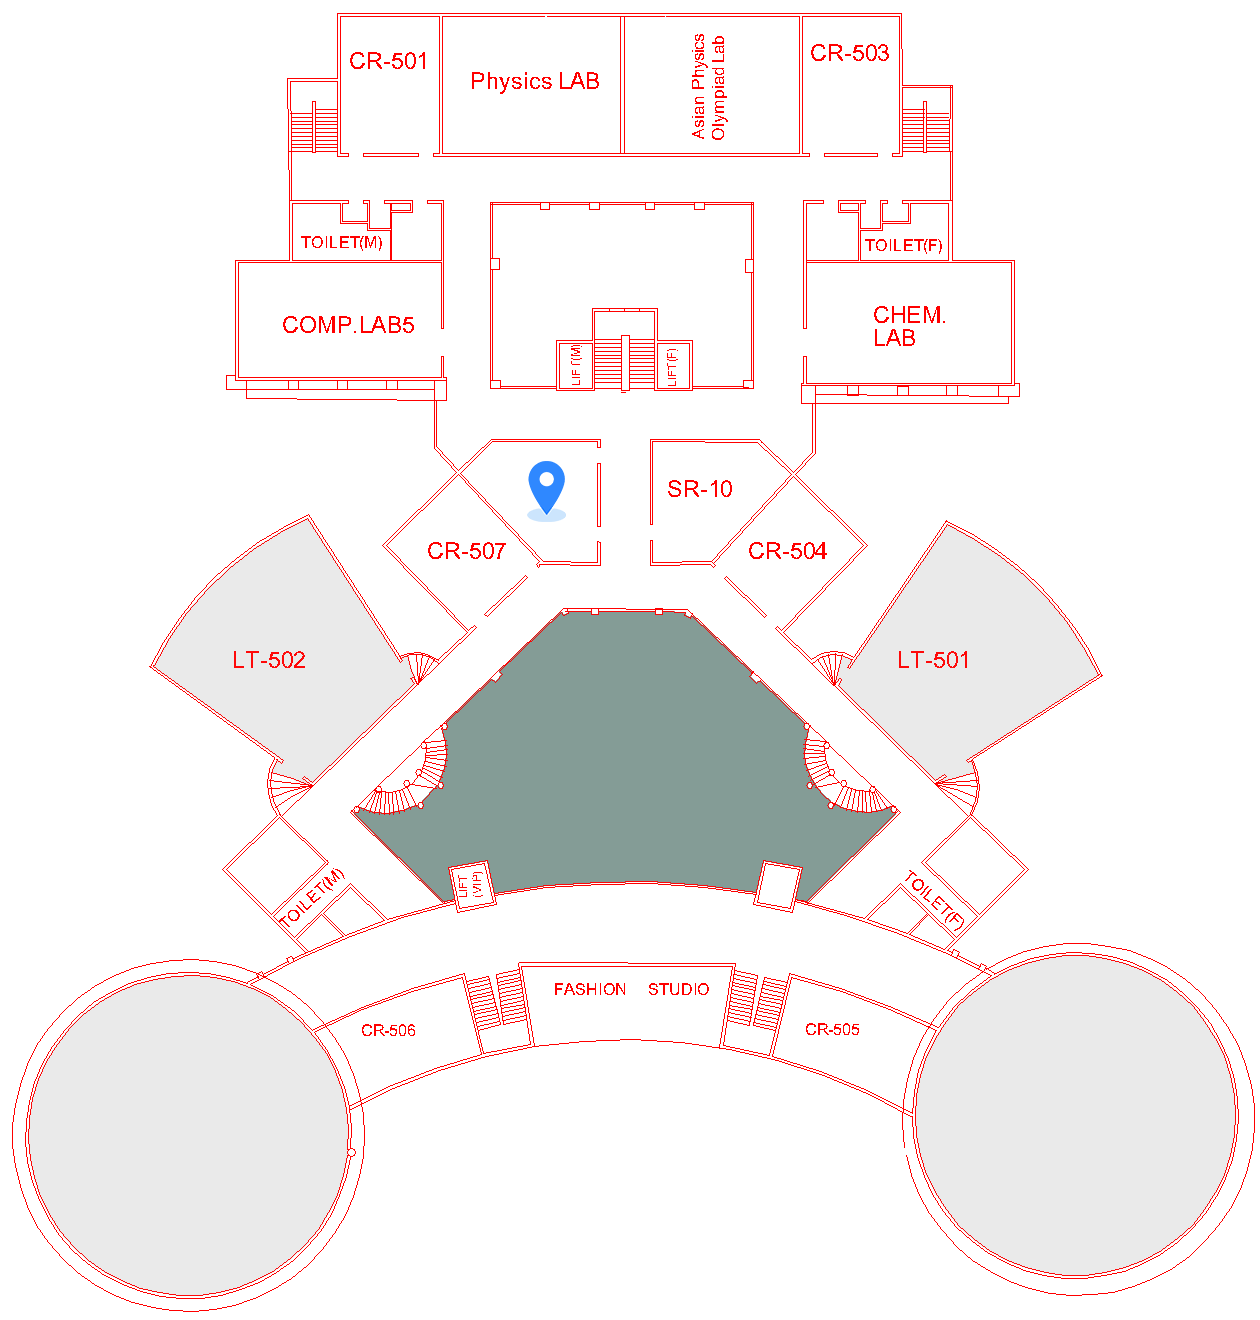 CR-501
Physics LAB
Asian Physics
Olympiad Lab
CR-503
TOILET(M)
TOILET(F)
COMP.LAB5
CHEM.
LAB
LIFT(M)
LIFT(F)
SR-10
CR-507
CR-504
LT-502
LT-501
TOILET(M)
LIFT
(VIP)
TOILET(F)
FASHION STUDIO
CR-506
CR-505